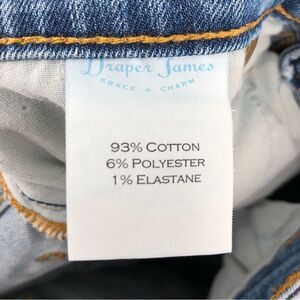 Draper James
GRACE & CHARM
93% COTTON
6% POLYESTER
1% ELASTANE